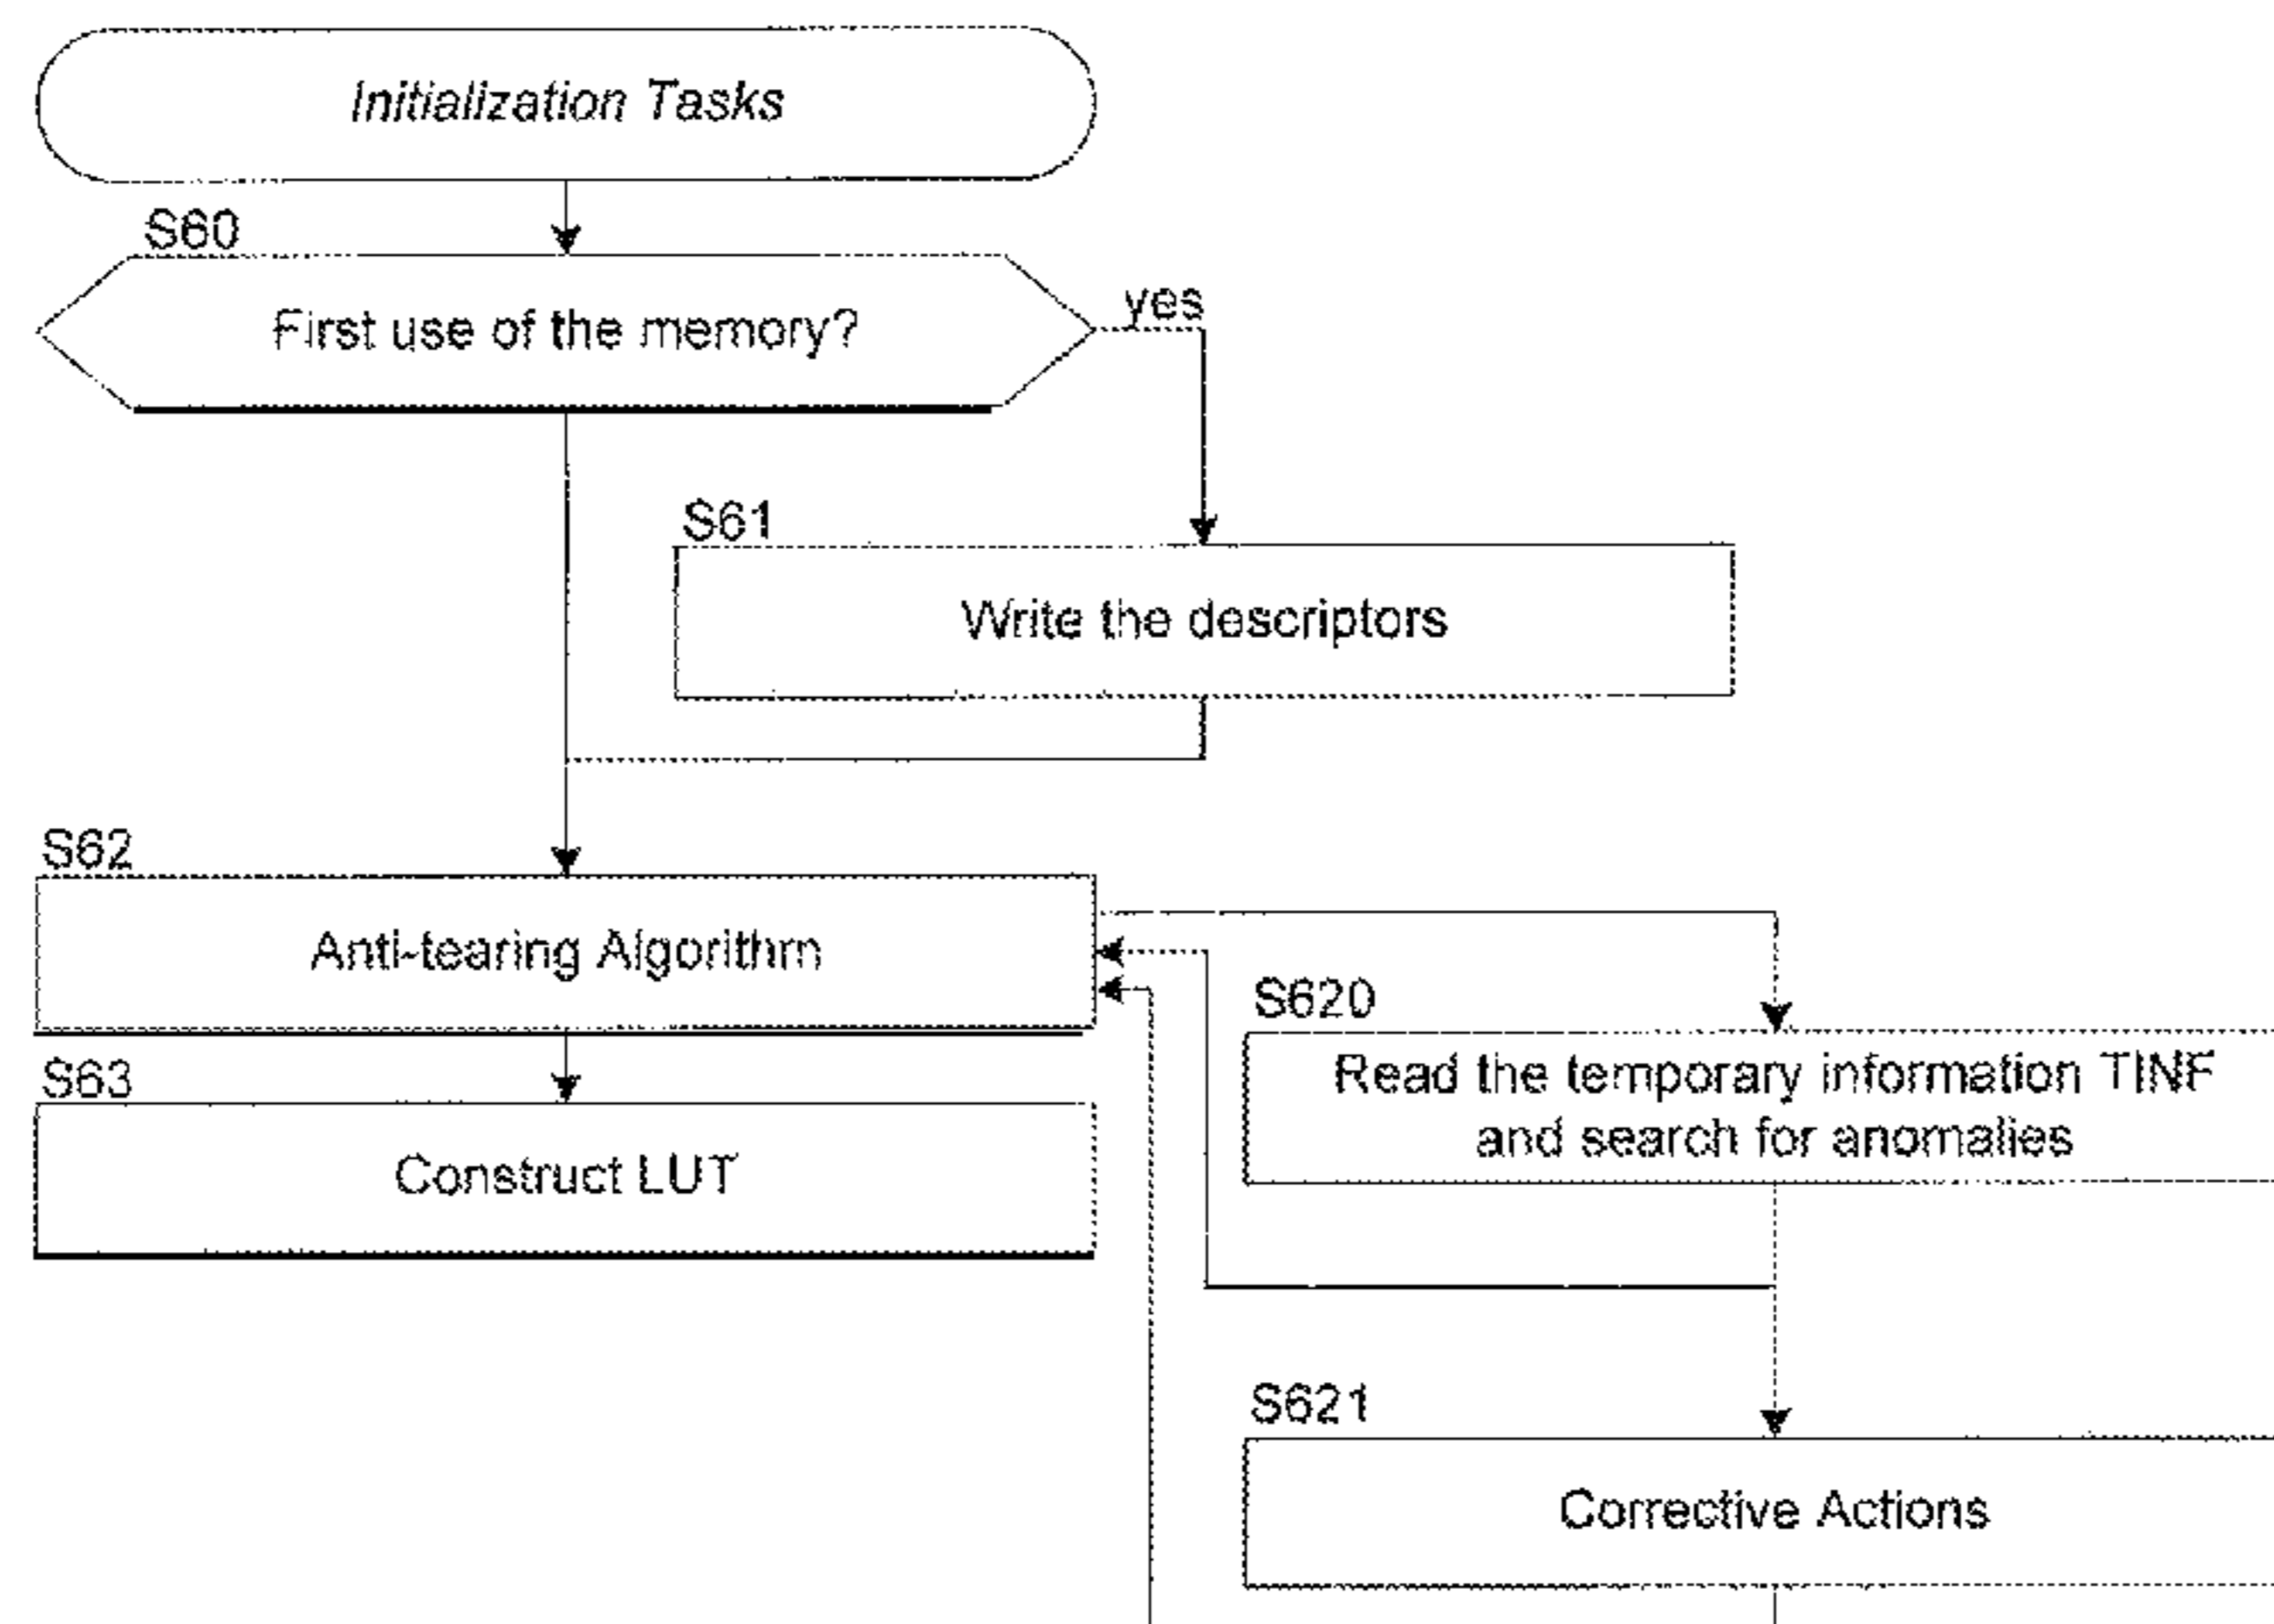 Initialization Tasks
S60
First use of the memory?
yes
S61
Write the descriptors
S62
Anti-tearing Algorithm
S620
Read the temporary information TINF
and search for anomalies
S63
Construct LUT
S621
Corrective Actions